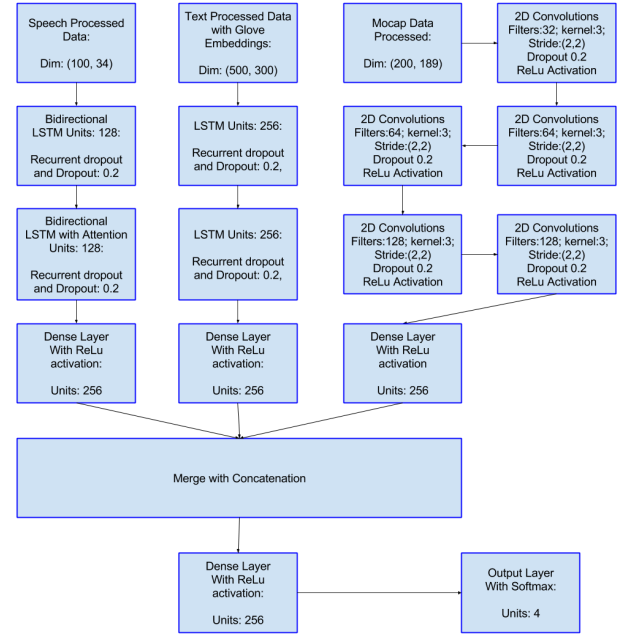 Speech Processed
Data:
Dim: (100, 34)
Text Processed Data
with Glove
Embeddings:
Dim: (500, 300)
Mocap Data
Processed:
Dim: (200, 189)
2D Convolutions
Filters:32; kernel:3;
Stride:(2,2)
Dropout 0.2
ReLu Activation
Bidirectional
LSTM Units: 128:
Recurrent dropout
and Dropout: 0.2
LSTM Units: 256:
Recurrent dropout
and Dropout: 0.2,
2D Convolutions
Filters:64; kernel:3;
Stride:(2,2)
Dropout 0.2
ReLu Activation
2D Convolutions
Filters:64; kernel:3;
Stride:(2,2)
Dropout 0.2
ReLu Activation
Bidirectional
LSTM with Attention
Units: 128:
Recurrent dropout
and Dropout: 0.2
LSTM Units: 256:
Recurrent dropout
and Dropout: 0.2,
2D Convolutions
Filters:128; kernel:3;
Stride:(2,2)
Dropout 0.2
ReLu Activation
2D Convolutions
Filters:128; kernel:3;
Stride:(2,2)
Dropout 0.2
ReLu Activation
Dense Layer
With ReLu
activation:
Units: 256
Dense Layer
With ReLu
activation:
Units: 256
Dense Layer
With ReLu
activation
Units: 256
Merge with Concatenation
Dense Layer
With ReLu
activation:
Units: 256
Output Layer
With Softmax:
Units: 4